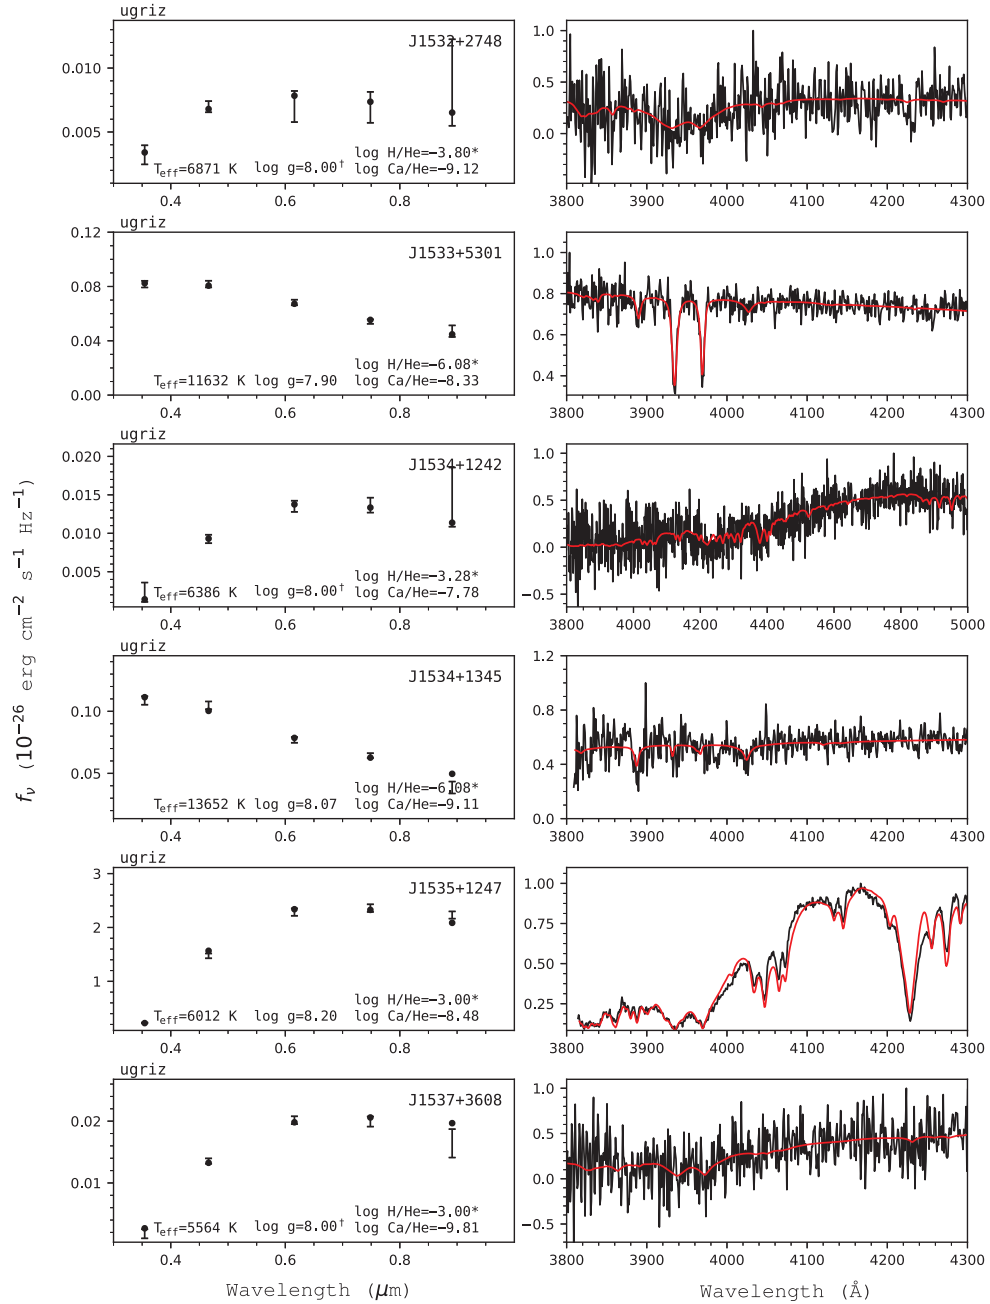 ugriz
J1532+2748
0.010
0.005
log H/He=−3.80*
T_eff=6871 K log g=8.00† log Ca/He=−9.12
0.4 0.6 0.8
1.0
0.5
0.0
3800 3900 4000 4100 4200 4300
ugriz
J1533+5301
0.12
0.08
0.04
0.00
log H/He=−6.08*
T_eff=11632 K log g=7.90 log Ca/He=−8.33
0.4 0.6 0.8
1.0
0.8
0.6
0.4
3800 3900 4000 4100 4200 4300
ugriz
J1534+1242
0.020
0.015
0.010
0.005
log H/He=−3.28*
T_eff=6386 K log g=8.00† log Ca/He=−7.78
0.4 0.6 0.8
1.0
0.5
0.0
−0.5
3800 4000 4200 4400 4600 4800 5000
ugriz
J1534+1345
0.10
0.05
log H/He=−6.08*
T_eff=13652 K log g=8.07 log Ca/He=−9.11
0.4 0.6 0.8
1.2
0.8
0.4
0.0
3800 3900 4000 4100 4200 4300
ugriz
J1535+1247
3
2
1
log H/He=−3.00*
T_eff=6012 K log g=8.20 log Ca/He=−8.48
0.4 0.6 0.8
1.00
0.75
0.50
0.25
3800 3900 4000 4100 4200 4300
ugriz
J1537+3608
0.02
0.01
log H/He=−3.00*
T_eff=5564 K log g=8.00† log Ca/He=−9.81
0.4 0.6 0.8
1.0
0.5
0.0
−0.5
3800 3900 4000 4100 4200 4300
f_ν (10⁻²⁶ erg cm⁻² s⁻¹ Hz⁻¹)
Wavelength (μm)
Wavelength (Å)